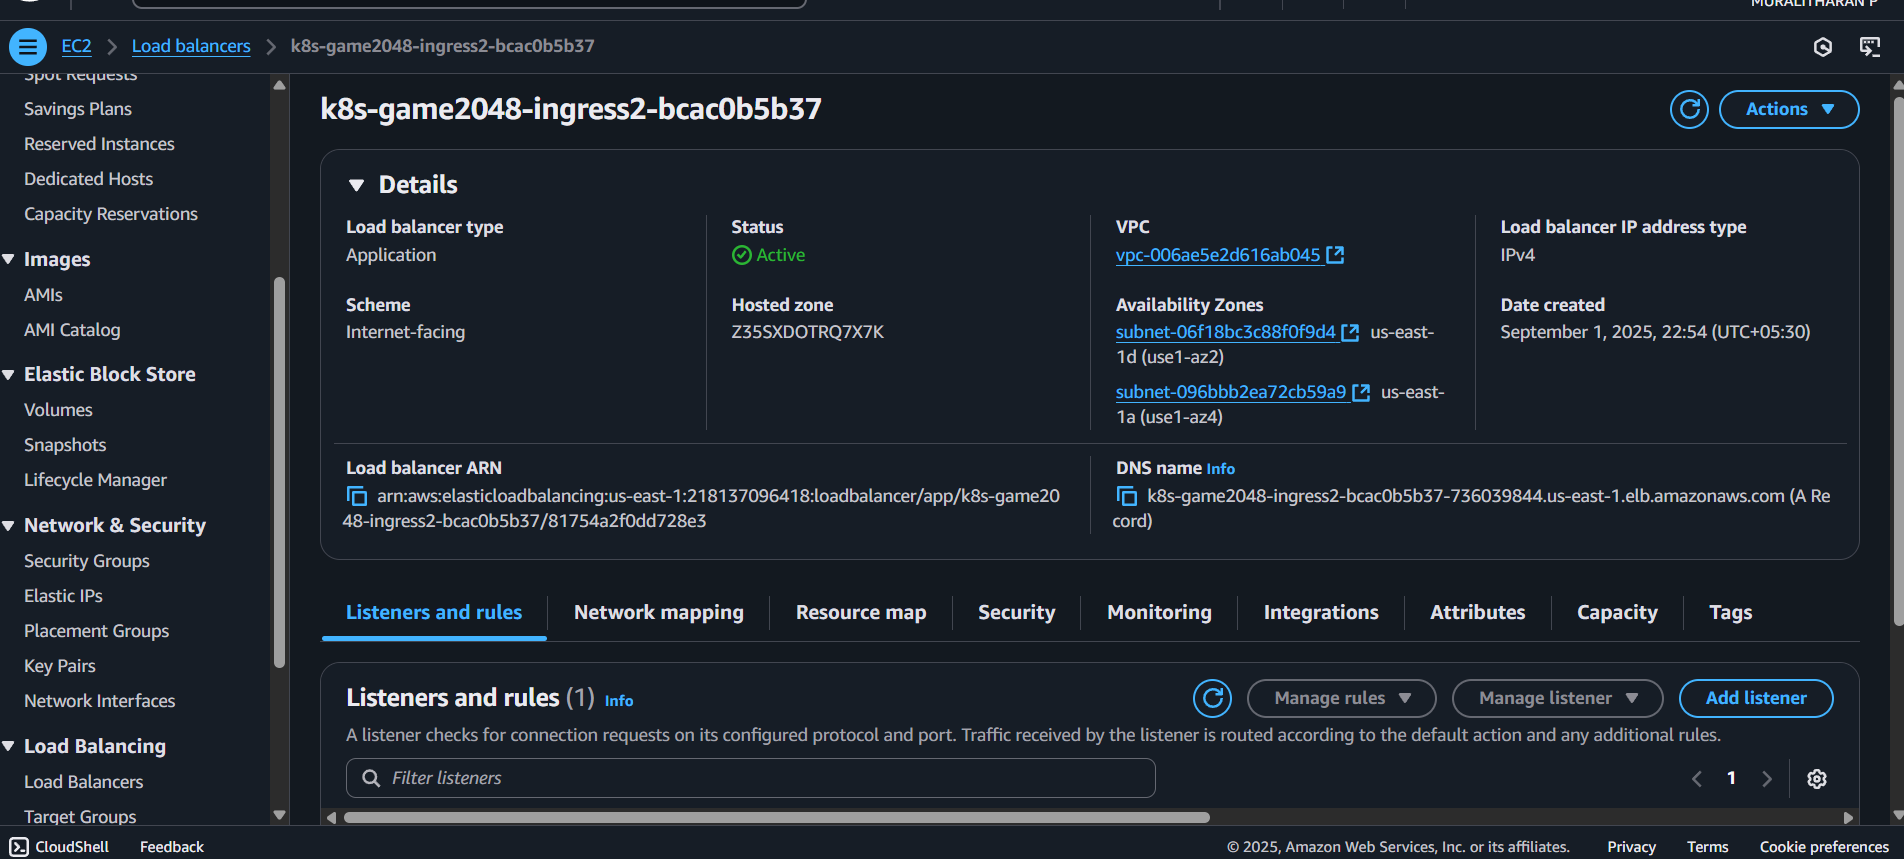 MURALITHARAN P
EC2 > Load balancers > k8s-game2048-ingress2-bcac0b5b37
Spot Requests
Savings Plans
Reserved Instances
Dedicated Hosts
Capacity Reservations
Images
AMIs
AMI Catalog
Elastic Block Store
Volumes
Snapshots
Lifecycle Manager
Network & Security
Security Groups
Elastic IPs
Placement Groups
Key Pairs
Network Interfaces
Load Balancing
Load Balancers
Target Groups
k8s-game2048-ingress2-bcac0b5b37
Actions
Details
Load balancer type
Application
Status
Active
VPC
vpc-006ae5e2d616ab045
Load balancer IP address type
IPv4
Scheme
Internet-facing
Hosted zone
Z35SXDOTRQ7X7K
Availability Zones
subnet-06f18bc3c88f0f9d4 us-east-
1d (use1-az2)
subnet-096bbb2ea72cb59a9 us-east-
1a (use1-az4)
Date created
September 1, 2025, 22:54 (UTC+05:30)
Load balancer ARN
arn:aws:elasticloadbalancing:us-east-1:218137096418:loadbalancer/app/k8s-game20
48-ingress2-bcac0b5b37/81754a2f0dd728e3
DNS name Info
k8s-game2048-ingress2-bcac0b5b37-736039844.us-east-1.elb.amazonaws.com (A Re
cord)
Listeners and rules
Network mapping
Resource map
Security
Monitoring
Integrations
Attributes
Capacity
Tags
Listeners and rules (1) Info
Manage rules
Manage listener
Add listener
A listener checks for connection requests on its configured protocol and port. Traffic received by the listener is routed according to the default action and any additional rules.
Filter listeners
1
CloudShell
Feedback
© 2025, Amazon Web Services, Inc. or its affiliates.
Privacy
Terms
Cookie preferences